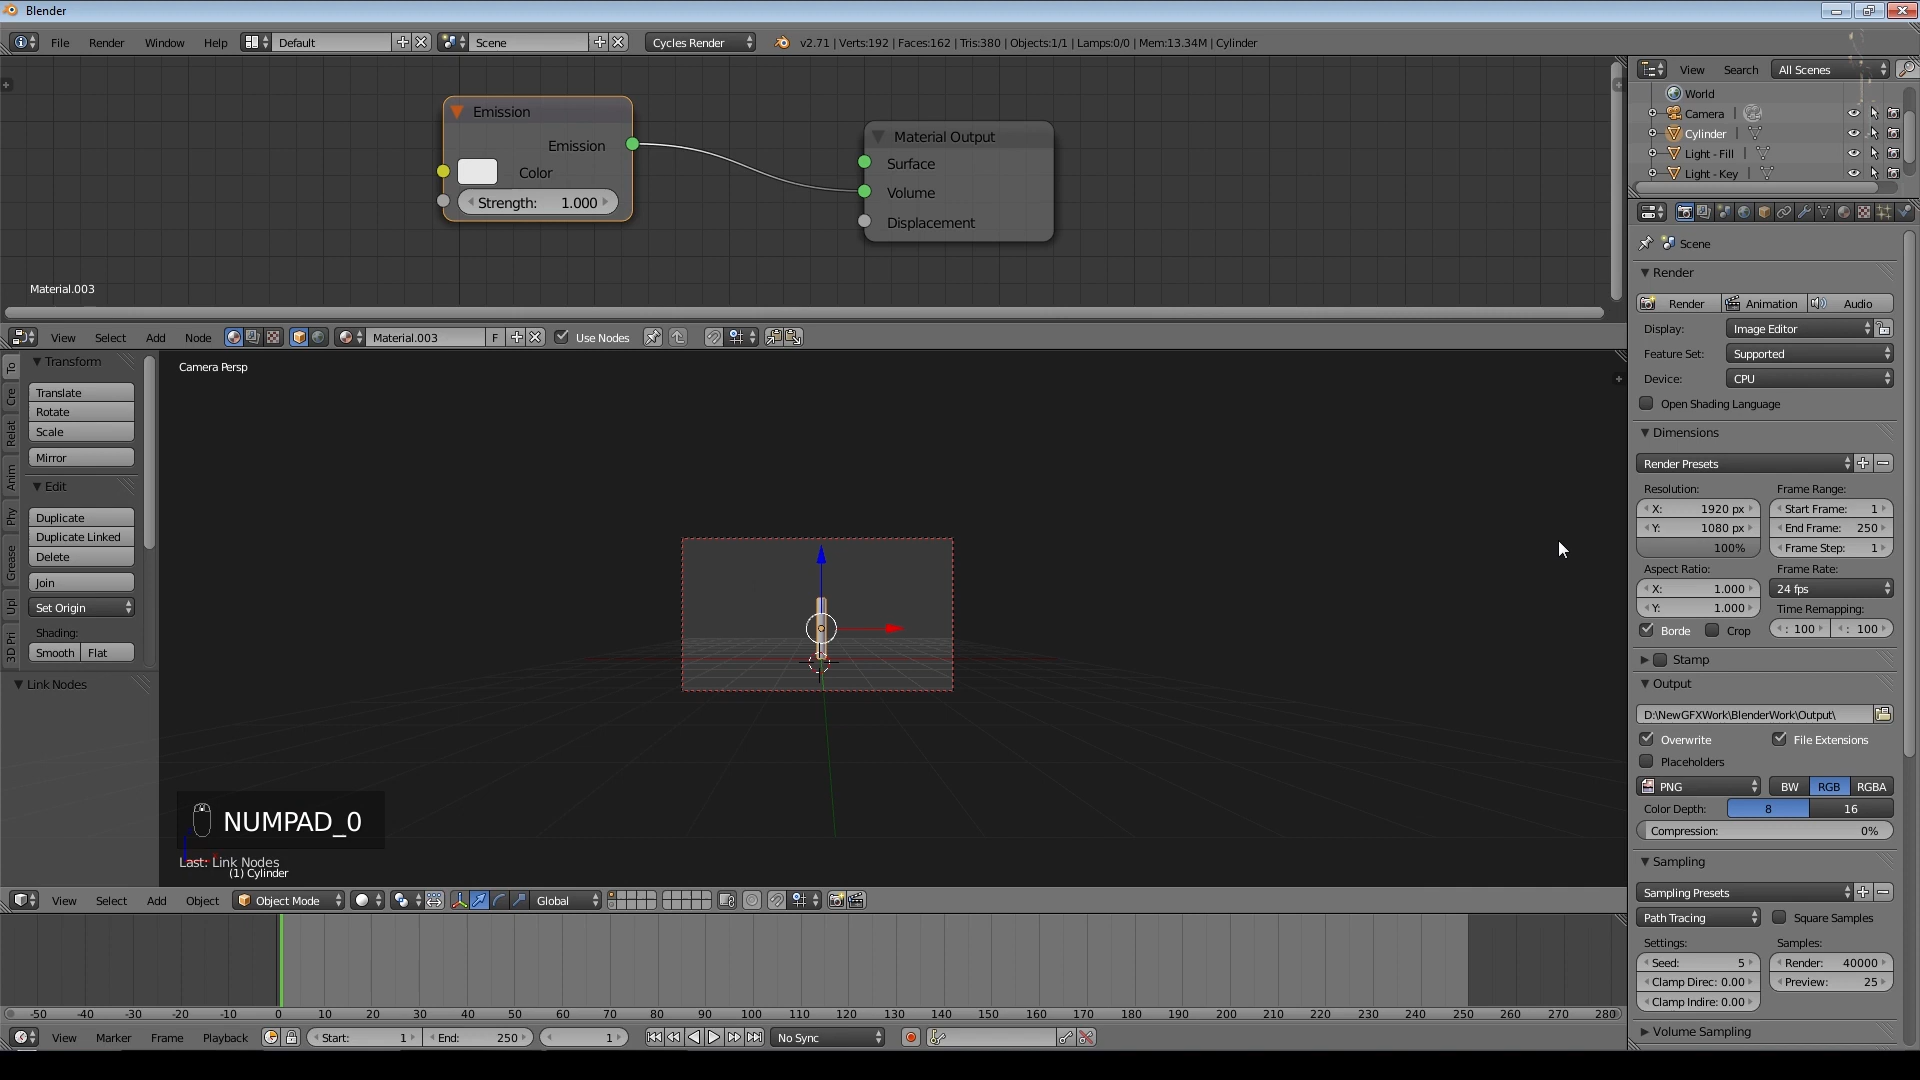 Blender
File Render Window Help Default Scene Cycles Render v2.71 | Verts:192 | Faces:162 | Tris:380 | Objects:1/1 | Lamps:0/0 | Mem:13.34M | Cylinder
Emission
Emission
Color
Strength: 1.000
Material Output
Surface
Volume
Displacement
Material.003
View Select Add Node Material.003 F Use Nodes
View Search All Scenes
World
Camera
Cylinder
Light - Fill
Light - Key
Scene
Render
Render Animation Audio
Display: Image Editor
Feature Set: Supported
Device: CPU
Open Shading Language
Dimensions
Render Presets
Resolution: Frame Range:
X: 1920 px Start Frame: 1
Y: 1080 px End Frame: 250
100% Frame Step: 1
Aspect Ratio: Frame Rate:
X: 1.000 24 fps
Y: 1.000 Time Remapping:
Borde Crop : 100 : 100
Stamp
Output
D:\NewGFXWork\BlenderWork\Output\
Overwrite File Extensions
Placeholders
PNG BW RGB RGBA
Color Depth: 8 16
Compression: 0%
Sampling
Sampling Presets
Path Tracing Square Samples
Settings: Samples:
Seed: 5 Render: 40000
Clamp Direc: 0.00 Preview: 25
Clamp Indire: 0.00
Volume Sampling
To
Cre
Relat
Anim
Phy
Grease
Upl
3D Pri
Transform
Translate
Rotate
Scale
Mirror
Edit
Duplicate
Duplicate Linked
Delete
Join
Set Origin
Shading:
Smooth Flat
Link Nodes
Camera Persp
NUMPAD_0
Last: Link Nodes
(1) Cylinder
View Select Add Object Object Mode Global
-50 -40 -30 -20 -10 0 10 20 30 40 50 60 70 80 90 100 110 120 130 140 150 160 170 180 190 200 210 220 230 240 250 260 270 280
View Marker Frame Playback Start: 1 End: 250 1 No Sync